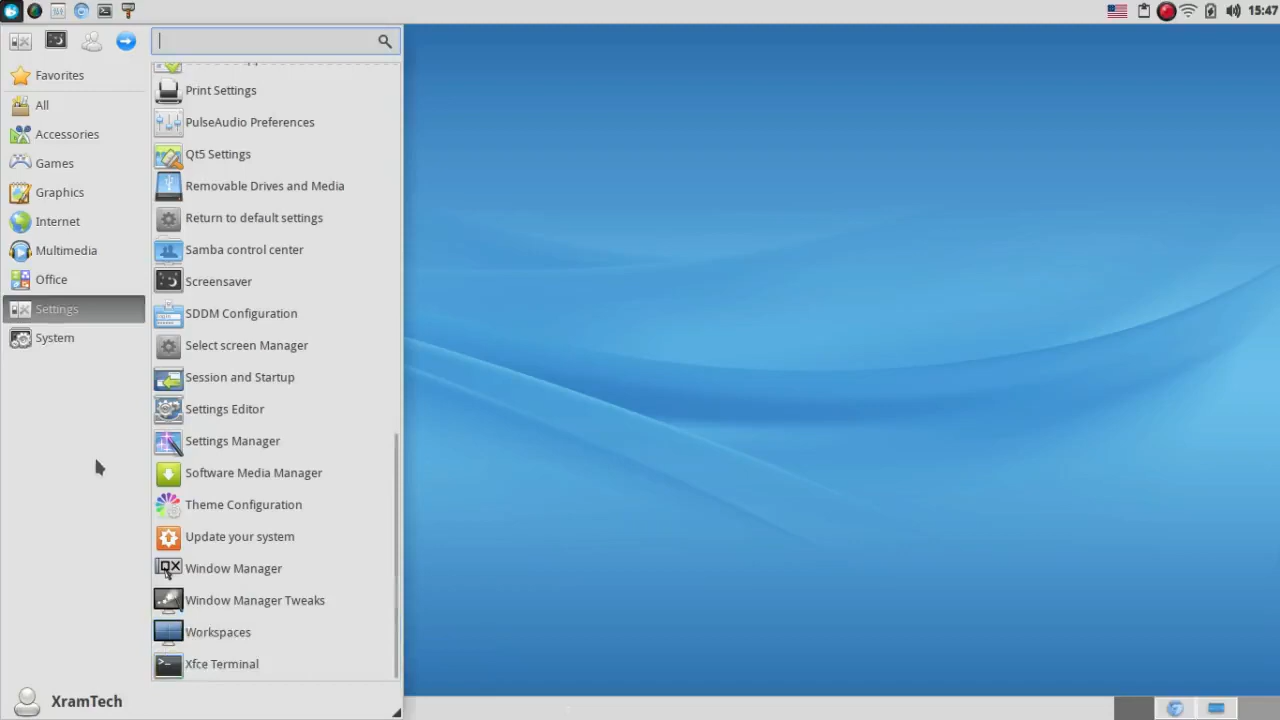 15:47
Favorites
All
Accessories
Games
Graphics
Internet
Multimedia
Office
Settings
System
Print Settings
PulseAudio Preferences
Qt5 Settings
Removable Drives and Media
Return to default settings
Samba control center
Screensaver
SDDM Configuration
Select screen Manager
Session and Startup
Settings Editor
Settings Manager
Software Media Manager
Theme Configuration
Update your system
Window Manager
Window Manager Tweaks
Workspaces
Xfce Terminal
XramTech